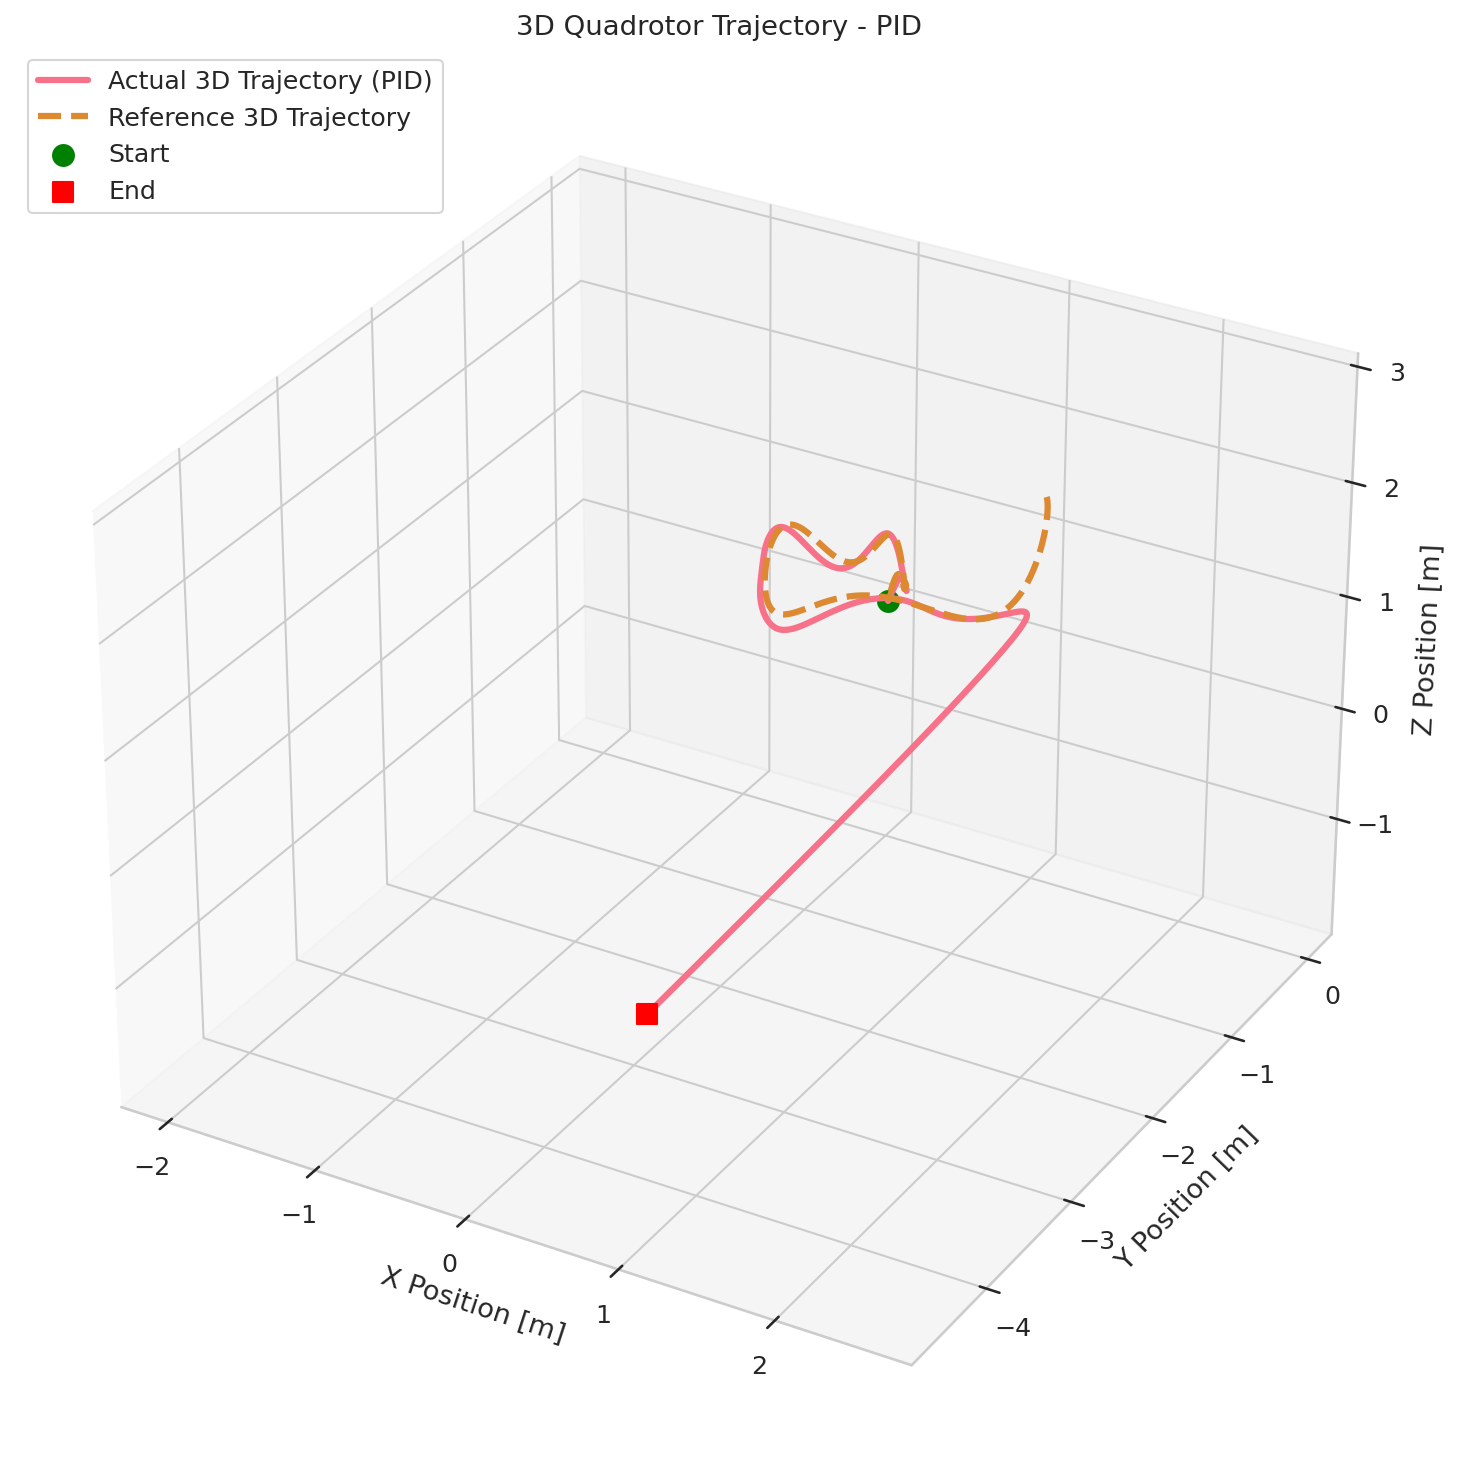 3D Quadrotor Trajectory - PID
Actual 3D Trajectory (PID)
Reference 3D Trajectory
Start
End
3
2
1
0
−1
Z Position [m]
0
−1
−2
−3
−4
Y Position [m]
−2
−1
0
1
2
X Position [m]